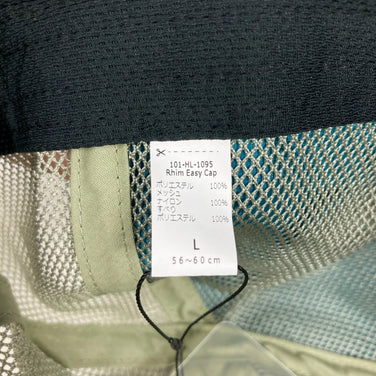 101-HL-1095
Rhim Easy Cap
ポリエステル 100%
メッシュ
ナイロン 100%
すべり
ポリエステル 100%
L
56～60cm